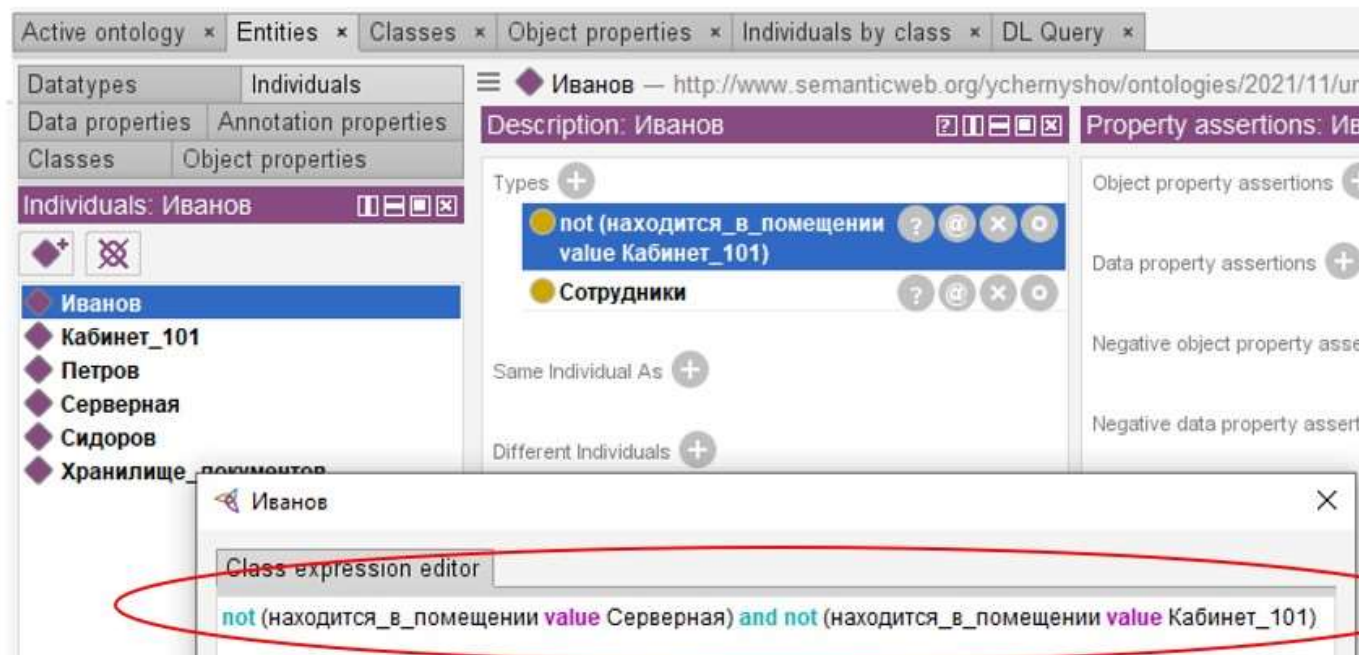 Active ontology × Entities × Classes × Object properties × Individuals by class × DL Query ×
Datatypes Individuals
Data properties Annotation properties
Classes Object properties
Individuals: Иванов
Иванов
Кабинет_101
Петров
Серверная
Сидоров
Хранилище_документов
Иванов — http://www.semanticweb.org/ychernyshov/ontologies/2021/11/
Description: Иванов
Types
not (находится_в_помещении
value Кабинет_101)
Сотрудники
Same Individual As
Different Individuals
Property assertions:
Object property assertions
Data property assertions
Negative object property
Negative data property
Иванов
Class expression editor
not (находится_в_помещении value Серверная) and not (находится_в_помещении value Кабинет_101)